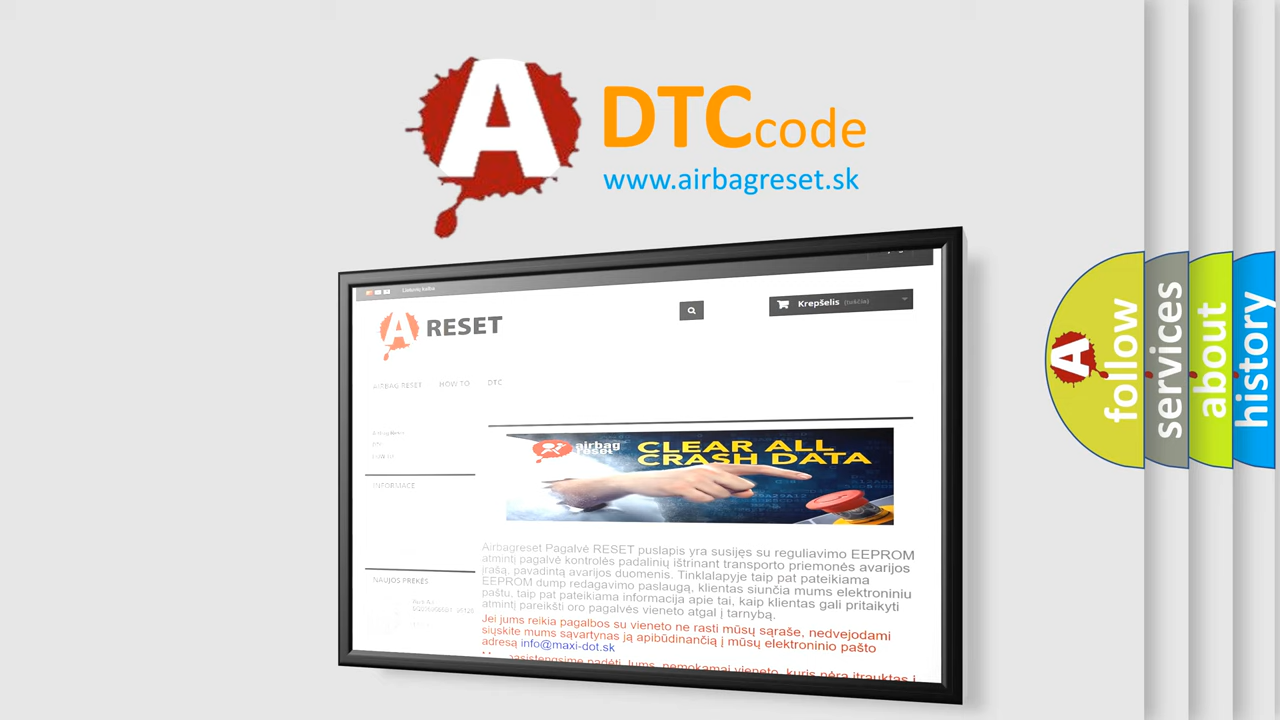 A
DTCcode
www.airbagreset.sk
Lietuvių kalba
A RESET
Krepšelis (tuščia)
AIRBAG RESET HOW TO DTC
airbag
reset
CLEAR ALL
CRASH DATA
INFORMACE
Airbagreset Pagalvė RESET puslapis yra susijęs su reguliavimo EEPROM
atmintį pagalvė kontrolės padalinių ištrinant transporto priemonės avarijos
įrašą, pavadintą avarijos duomenis. Tinklalapyje taip pat pateikiama
EEPROM dump redagavimo paslaugą, klientas siunčia mums elektroniniu
paštu, taip pat pateikiama informacija apie tai, kaip klientas gali pritaikyti
atmintį pareikšti oro pagalvės vieneto atgal į tarnybą.
NAUJOS PREKĖS
Jei jums reikia pagalbos su vieneto ne rasti mūsų sąraše, nedvejodami
siųskite mums sąvartynas ją apibūdinančią į mūsų elektroninio pašto
adresą info@maxi-dot.sk
follow
services
about
history